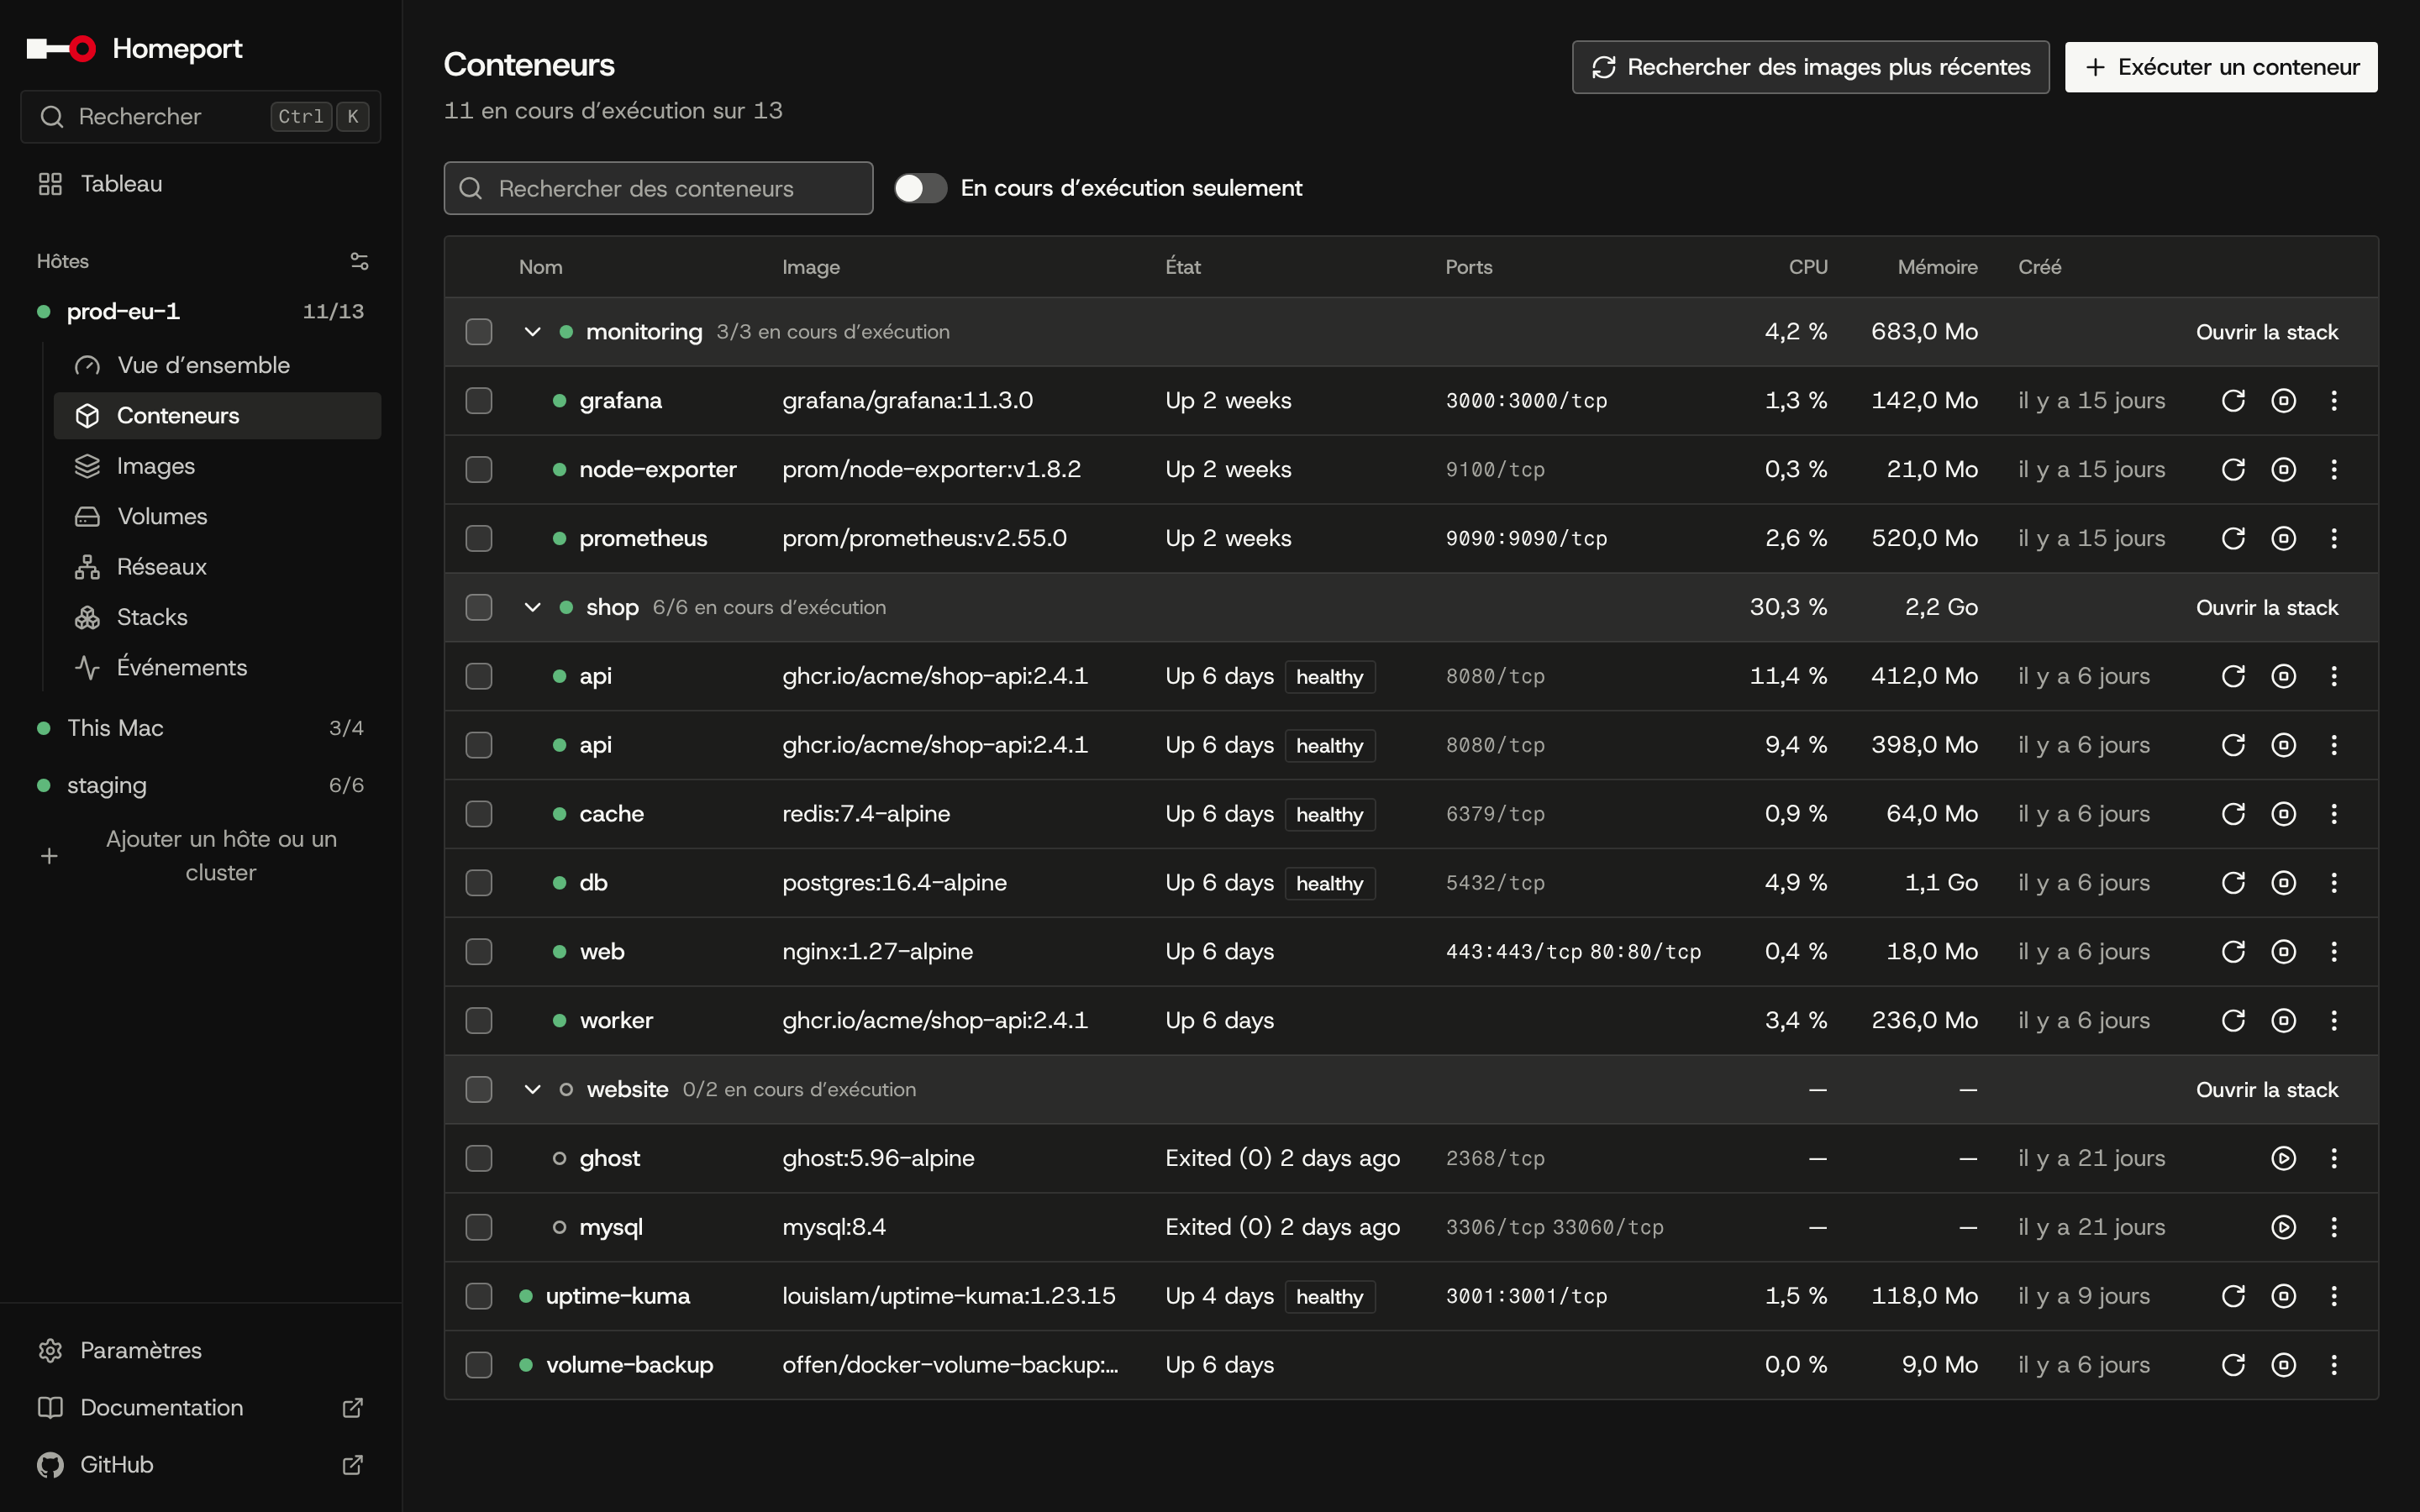 Homeport
Rechercher Ctrl K
Tableau
Hôtes
prod-eu-1 11/13
Vue d’ensemble
Conteneurs
Images
Volumes
Réseaux
Stacks
Événements
This Mac 3/4
staging 6/6
Ajouter un hôte ou un
cluster
Paramètres
Documentation
GitHub
Conteneurs
11 en cours d’exécution sur 13
Rechercher des images plus récentes
Exécuter un conteneur
Rechercher des conteneurs
En cours d’exécution seulement
Nom Image État Ports CPU Mémoire Créé
monitoring 3/3 en cours d’exécution 4,2 % 683,0 Mo Ouvrir la stack
grafana grafana/grafana:11.3.0 Up 2 weeks 3000:3000/tcp 1,3 % 142,0 Mo il y a 15 jours
node-exporter prom/node-exporter:v1.8.2 Up 2 weeks 9100/tcp 0,3 % 21,0 Mo il y a 15 jours
prometheus prom/prometheus:v2.55.0 Up 2 weeks 9090:9090/tcp 2,6 % 520,0 Mo il y a 15 jours
shop 6/6 en cours d’exécution 30,3 % 2,2 Go Ouvrir la stack
api ghcr.io/acme/shop-api:2.4.1 Up 6 days healthy 8080/tcp 11,4 % 412,0 Mo il y a 6 jours
api ghcr.io/acme/shop-api:2.4.1 Up 6 days healthy 8080/tcp 9,4 % 398,0 Mo il y a 6 jours
cache redis:7.4-alpine Up 6 days healthy 6379/tcp 0,9 % 64,0 Mo il y a 6 jours
db postgres:16.4-alpine Up 6 days healthy 5432/tcp 4,9 % 1,1 Go il y a 6 jours
web nginx:1.27-alpine Up 6 days 443:443/tcp 80:80/tcp 0,4 % 18,0 Mo il y a 6 jours
worker ghcr.io/acme/shop-api:2.4.1 Up 6 days 3,4 % 236,0 Mo il y a 6 jours
website 0/2 en cours d’exécution — — Ouvrir la stack
ghost ghost:5.96-alpine Exited (0) 2 days ago 2368/tcp — — il y a 21 jours
mysql mysql:8.4 Exited (0) 2 days ago 3306/tcp 33060/tcp — — il y a 21 jours
uptime-kuma louislam/uptime-kuma:1.23.15 Up 4 days healthy 3001:3001/tcp 1,5 % 118,0 Mo il y a 9 jours
volume-backup offen/docker-volume-backup:... Up 6 days 0,0 % 9,0 Mo il y a 6 jours